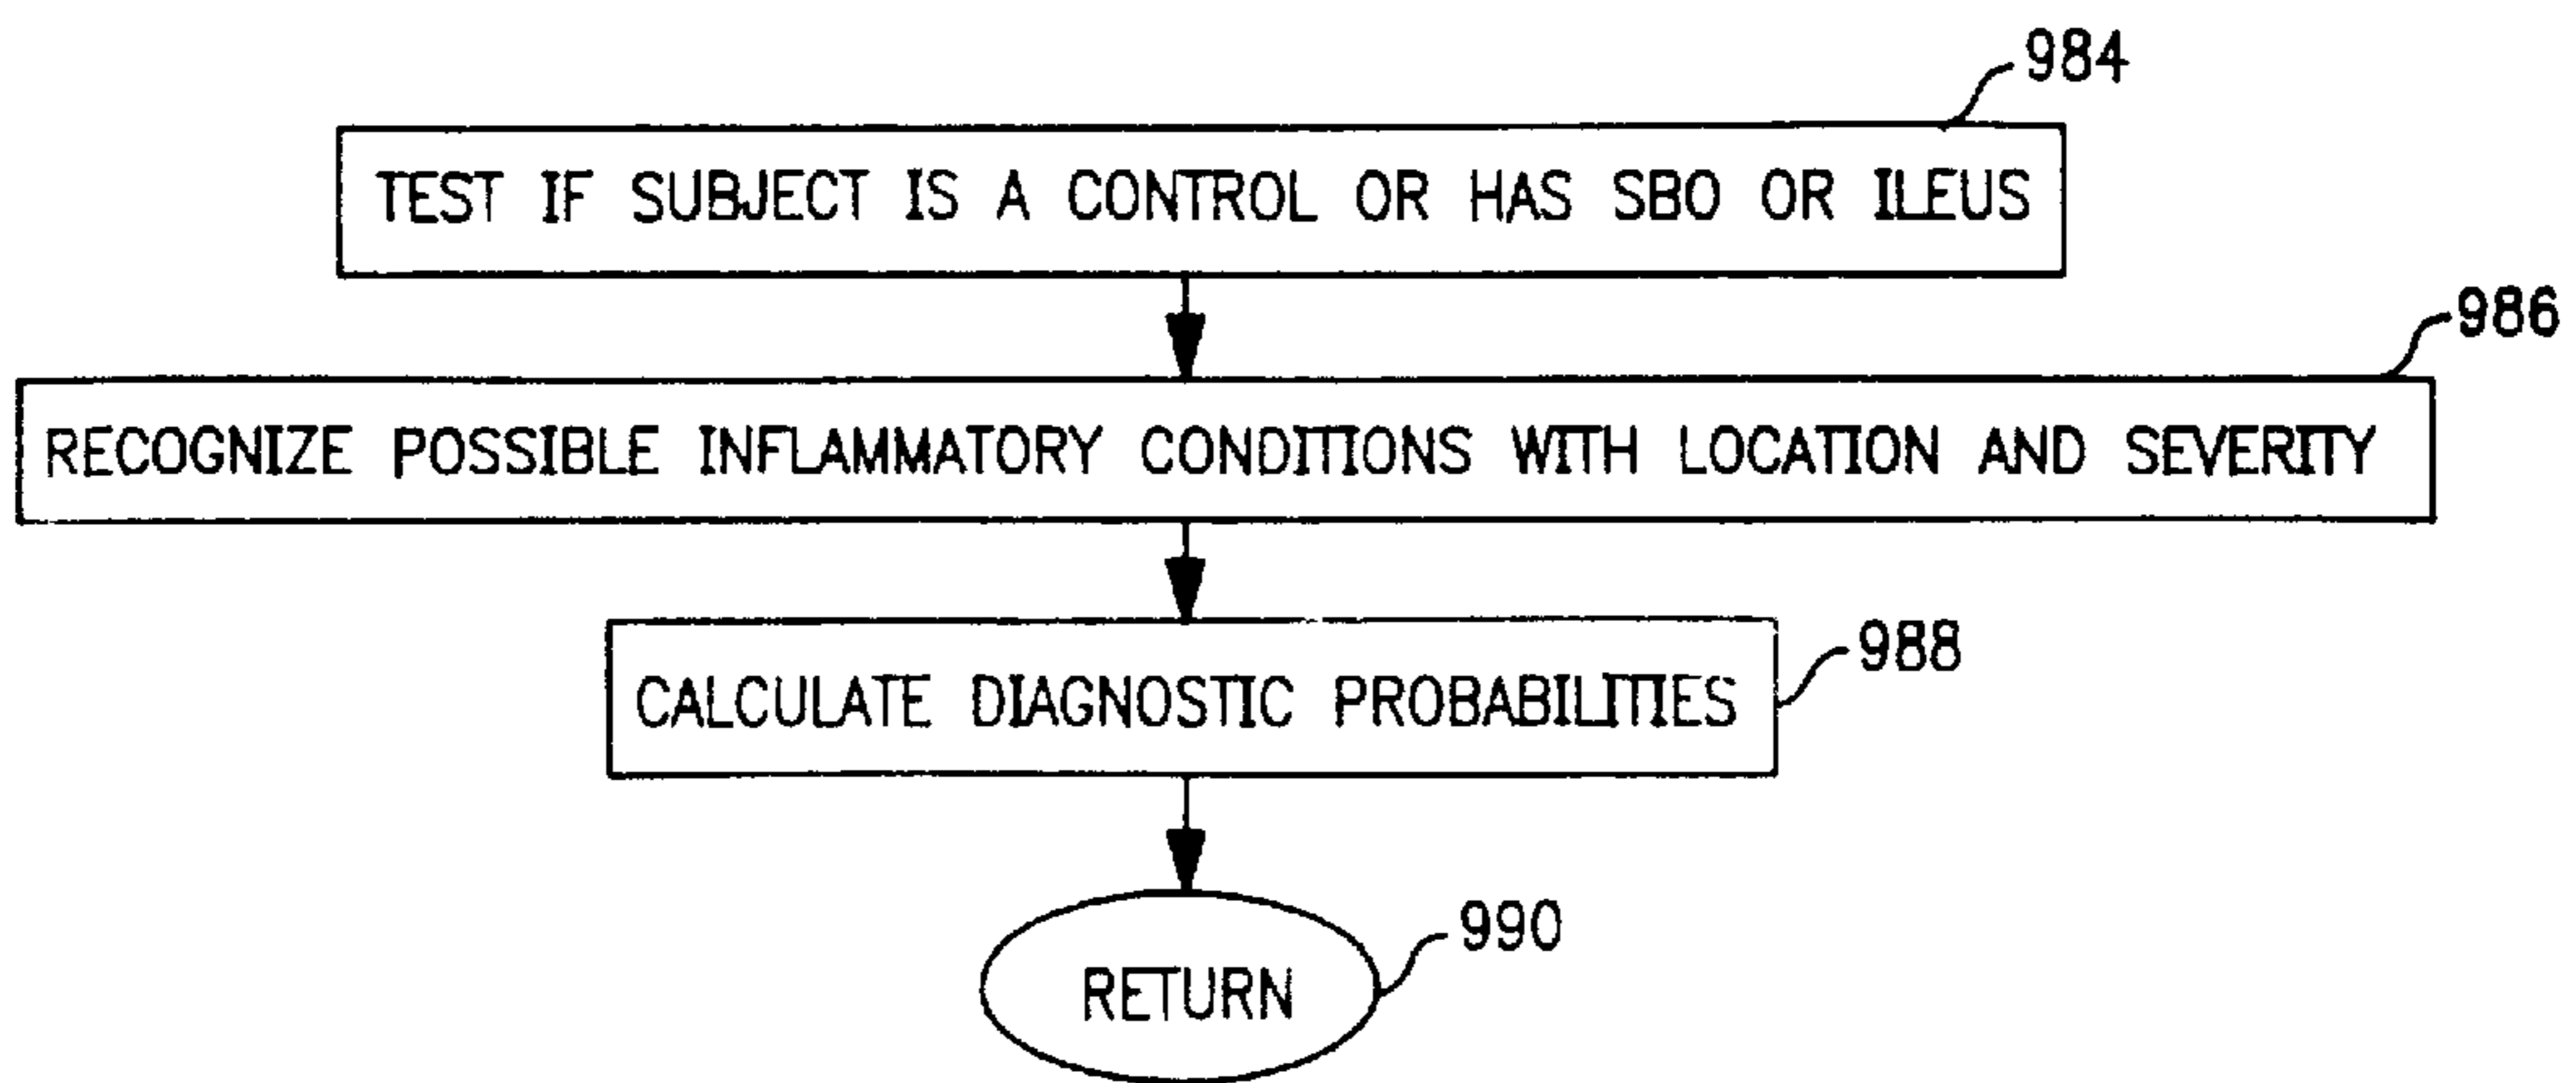 984
TEST IF SUBJECT IS A CONTROL OR HAS SBO OR ILEUS
986
RECOGNIZE POSSIBLE INFLAMMATORY CONDITIONS WITH LOCATION AND SEVERITY
988
CALCULATE DIAGNOSTIC PROBABILITIES
990
RETURN